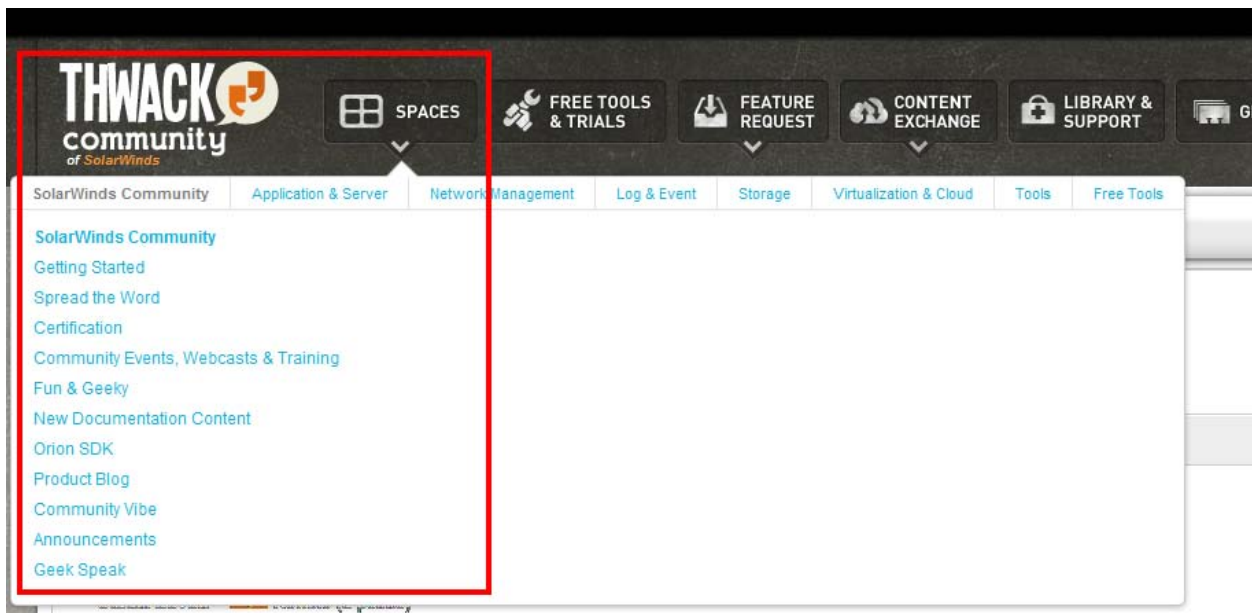 THWACK
community
of SolarWinds
SPACES
FREE TOOLS
& TRIALS
FEATURE
REQUEST
CONTENT
EXCHANGE
LIBRARY &
SUPPORT
G
SolarWinds Community Application & Server Network Management Log & Event Storage Virtualization & Cloud Tools Free Tools
SolarWinds Community
Getting Started
Spread the Word
Certification
Community Events, Webcasts & Training
Fun & Geeky
New Documentation Content
Orion SDK
Product Blog
Community Vibe
Announcements
Geek Speak